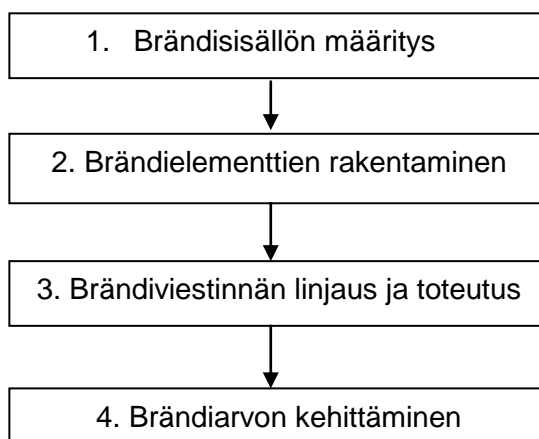 1. Brändisisällön määritys
2. Brändielementtien rakentaminen
3. Brändiviestinnän linjaus ja toteutus
4. Brändiarvon kehittäminen